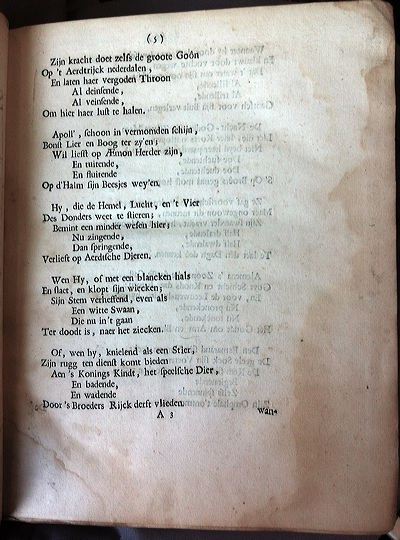 (5)
Zijn kracht doet zelfs de groote Goôn
Op 't Aerdtrijck nederdalen,
En laten haer vergoden Throon
Al deinsende,
Al veinsende,
Om hier haer lust te halen.
Apoll', schoon in vermomden schijn,
Bonst Lier en Boog ter zy'en;
Wil liefst op Æmon Herder zijn,
En tuitende,
En fluitende
Op d'Halm sijn Beesjes wey'en.
Hy, die de Hemel, Lucht, en 't Vier
Des Donders weet te stieren;
Bemint een minder wesen hier;
Nu zingende,
Dan springende,
Verlieft op Aerdtsche Dieren.
Wen Hy, of met een blancken hals
En slaet, en klopt sijn wiecken;
Sijn Stem verheffend, even als
Een witte Swaan,
Die nu in't gaan
Ter doodt is, naer het ziecken.
Of, wen hy, knielend als een Stier,
Zijn rugg ten dienst komt bieden
Aen 's Konings Kindt, het speelsche Dier,
En badende,
En wadende
Door 's Broeders Rijck derst vlieden.
A 3
wan-